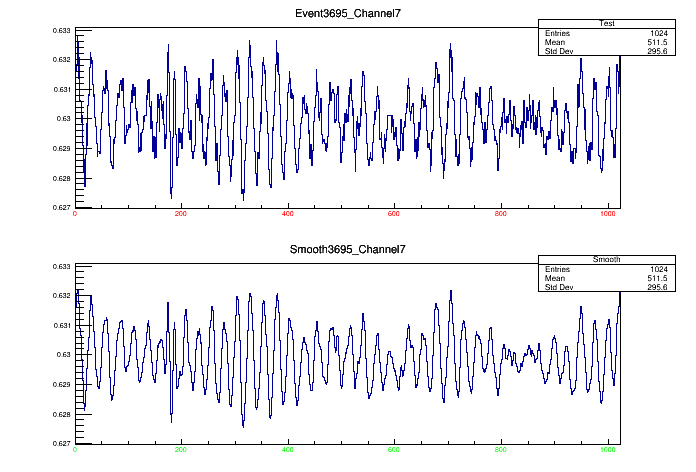 Event3695_Channel7
Test
Entries 1024
Mean 511.5
Std Dev 295.6
0.633
0.632
0.631
0.63
0.629
0.628
0.627
0 200 400 600 800 1000
Smooth3695_Channel7
Smooth
Entries 1024
Mean 511.5
Std Dev 295.6
0.633
0.632
0.631
0.63
0.629
0.628
0.627
0 200 400 600 800 1000